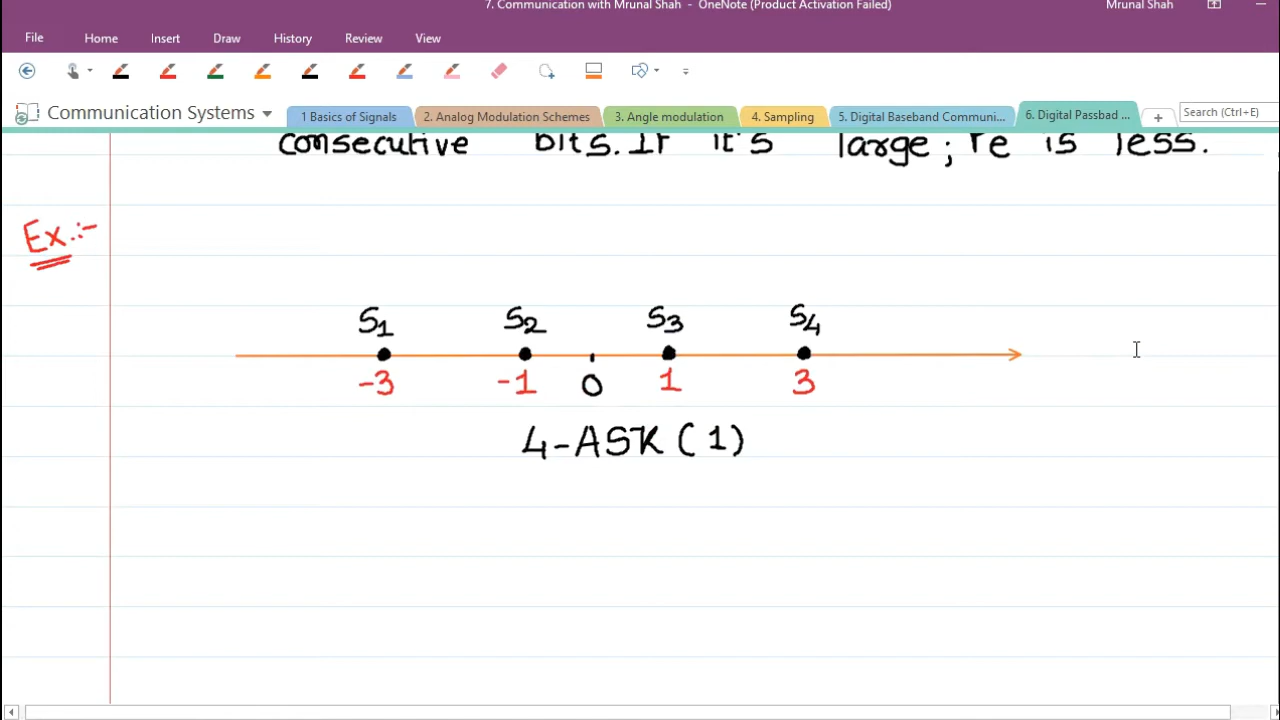 7. Communication with Mrunal Shah - OneNote (Product Activation Failed)
Mrunal Shah
File Home Insert Draw History Review View
Communication Systems
1 Basics of Signals
2. Analog Modulation Schemes
3. Angle modulation
4. Sampling
5. Digital Baseband Communi...
6. Digital Passbad ...
Search (Ctrl+E)
consecutive bits. If it's large; Pe is less.
Ex.:-
S1 S2 S3 S4
-3 -1 0 1 3
4-ASK (1)